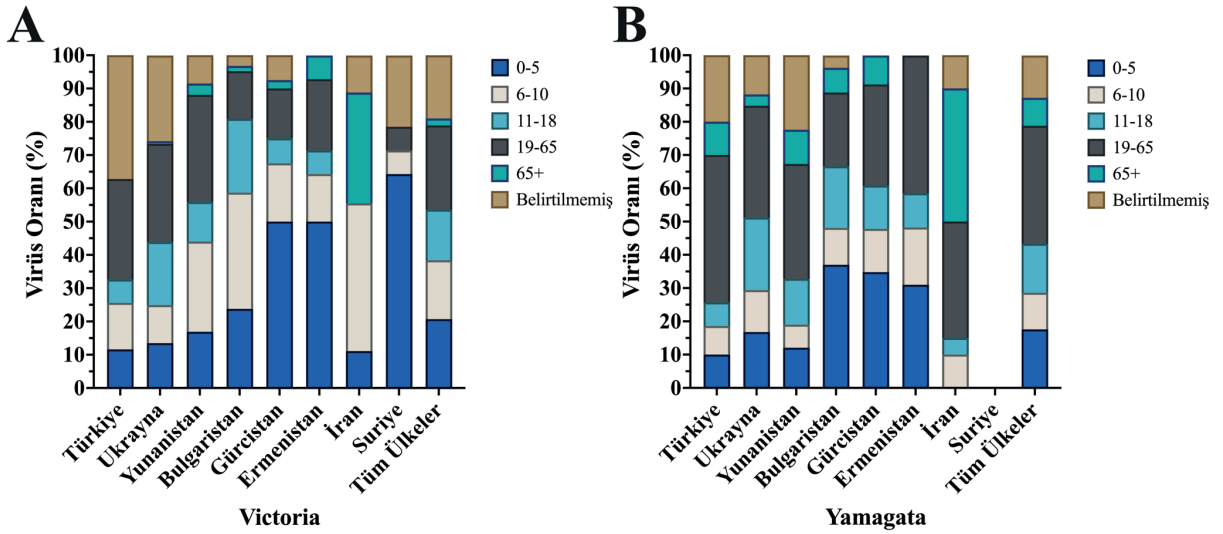 A
Virüs Oranı (%)
100
90
80
70
60
50
40
30
20
10
0
Türkiye
Ukrayna
Yunanistan
Bulgaristan
Gürcistan
Ermenistan
İran
Suriye
Tüm Ülkeler
Victoria
0-5
6-10
11-18
19-65
65+
Belirtilmemiş
B
Virüs Oranı (%)
100
90
80
70
60
50
40
30
20
10
0
Türkiye
Ukrayna
Yunanistan
Bulgaristan
Gürcistan
Ermenistan
İran
Suriye
Tüm Ülkeler
Yamagata
0-5
6-10
11-18
19-65
65+
Belirtilmemiş